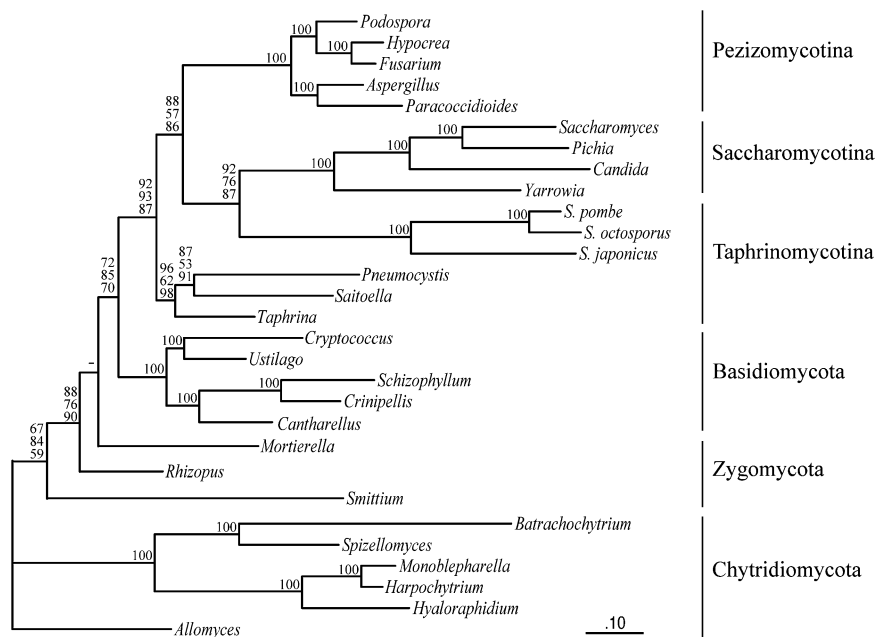 100
Podospora
100
Hypocrea
100
Fusarium
Pezizomycotina
100
Aspergillus
Paracoccidioides
88
57
86
100
Saccharomyces
Pichia
100
Candida
100
Yarrowia
Saccharomycotina
92
76
87
100
S. pombe
S. octosporus
100
S. japonicus
Taphrinomycotina
92
93
87
87
53
91
Pneumocystis
Saitoella
96
62
98
Taphrina
72
85
70
100
Cryptococcus
Ustilago
100
100
Schizophyllum
Crinipellis
100
Cantharellus
Basidiomycota
-
Mortierella
88
76
90
Rhizopus
67
84
59
Smittium
Zygomycota
100
Batrachochytrium
Spizellomyces
100
100
Monoblepharella
Harpochytrium
100
Hyaloraphidium
Chytridiomycota
Allomyces
.10